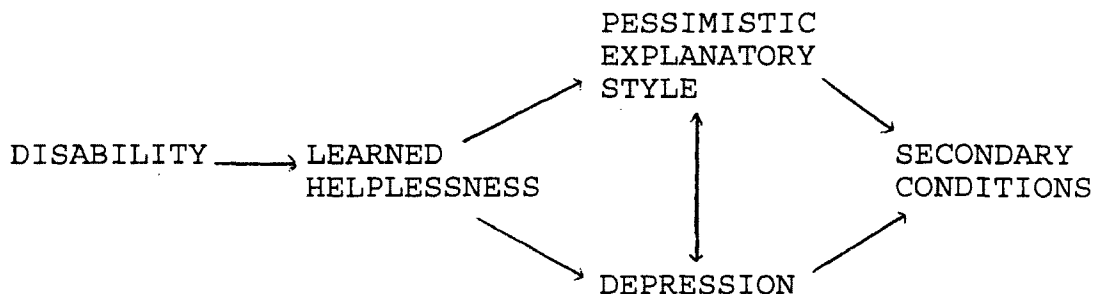 PESSIMISTIC
EXPLANATORY
STYLE
DISABILITY
LEARNED
HELPLESSNESS
SECONDARY
CONDITIONS
DEPRESSION